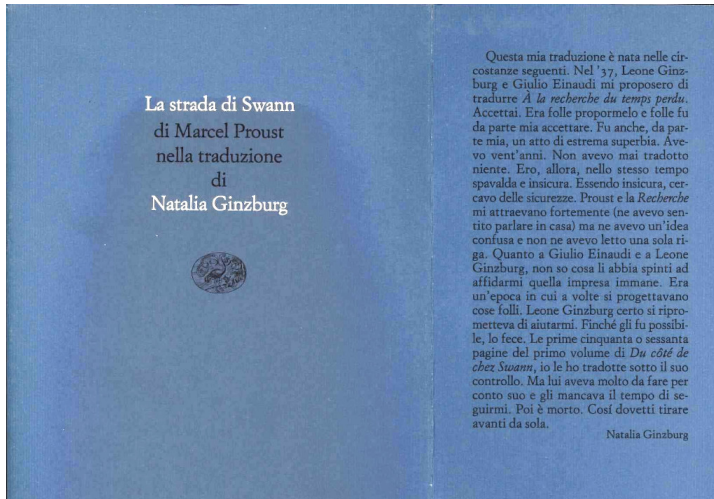 La strada di Swann
di Marcel Proust
nella traduzione
di
Natalia Ginzburg
Questa mia traduzione è nata nelle cir-
costanze seguenti. Nel '37, Leone Ginz-
burg e Giulio Einaudi mi proposero di
tradurre À la recherche du temps perdu.
Accettai. Era folle propormelo e folle fu
da parte mia accettare. Fu anche, da par-
te mia, un atto di estrema superbia. Ave-
vo vent'anni. Non avevo mai tradotto
niente. Ero, allora, nello stesso tempo
spavalda e insicura. Essendo insicura, cer-
cavo delle sicurezze. Proust e la Recherche
mi attraevano fortemente (ne avevo sen-
tito parlare in casa) ma ne avevo un'idea
confusa e non ne avevo letto una sola ri-
ga. Quanto a Giulio Einaudi e a Leone
Ginzburg, non so cosa li abbia spinti ad
affidarmi quella impresa immane. Era
un'epoca in cui a volte si progettavano
cose folli. Leone Ginzburg certo si ripro-
metteva di aiutarmi. Finché gli fu possibi-
le, lo fece. Le prime cinquanta o sessanta
pagine del primo volume di Du côté de
chez Swann, io le ho tradotte sotto il suo
controllo. Ma lui aveva molto da fare per
conto suo e gli mancava il tempo di se-
guirmi. Poi è morto. Cosí dovetti tirare
avanti da sola.
Natalia Ginzburg